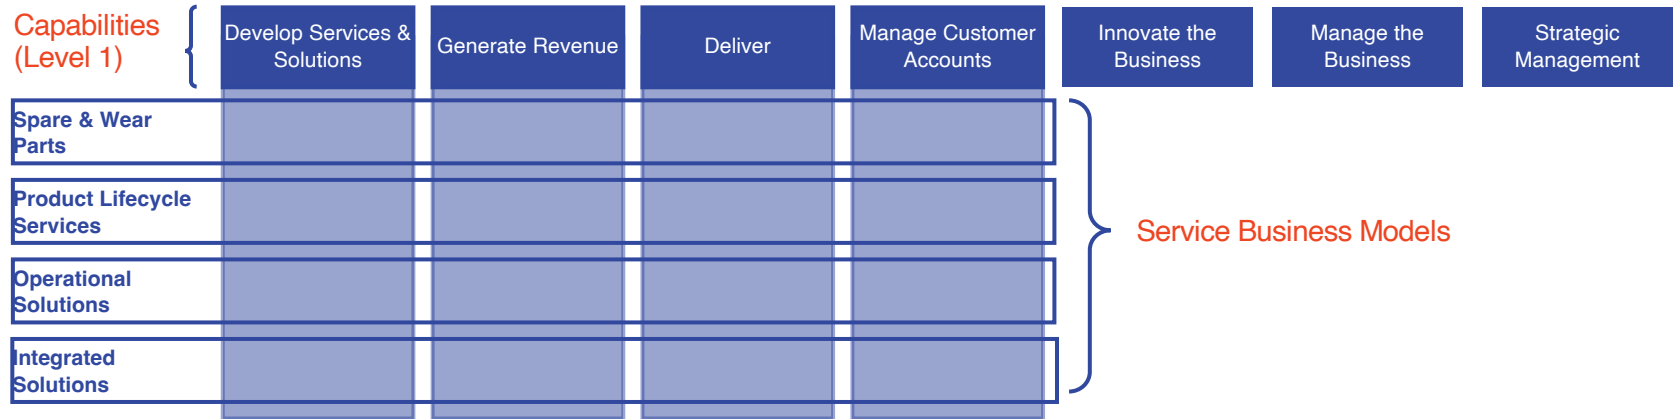 Capabilities
(Level 1)
Develop Services &
Solutions
Generate Revenue
Deliver
Manage Customer
Accounts
Innovate the
Business
Manage the
Business
Strategic
Management
Spare & Wear
Parts
Product Lifecycle
Services
Operational
Solutions
Integrated
Solutions
Service Business Models